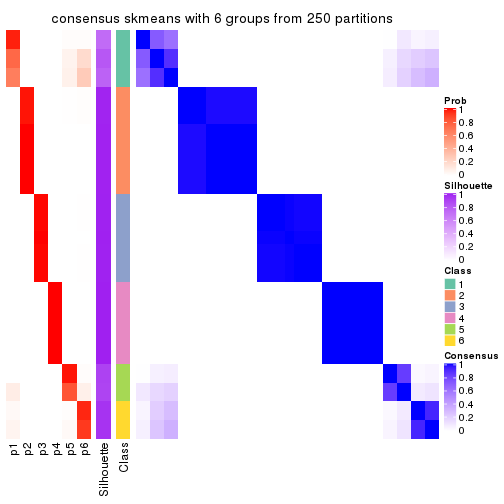 consensus skmeans with 6 groups from 250 partitions
Prob
1
0.8
0.6
0.4
0.2
0
Silhouette
1
0.8
0.6
0.4
0.2
0
Class
1
2
3
4
5
6
Consensus
1
0.8
0.6
0.4
0.2
0
p1
p2
p3
p4
p5
p6
Silhouette
Class